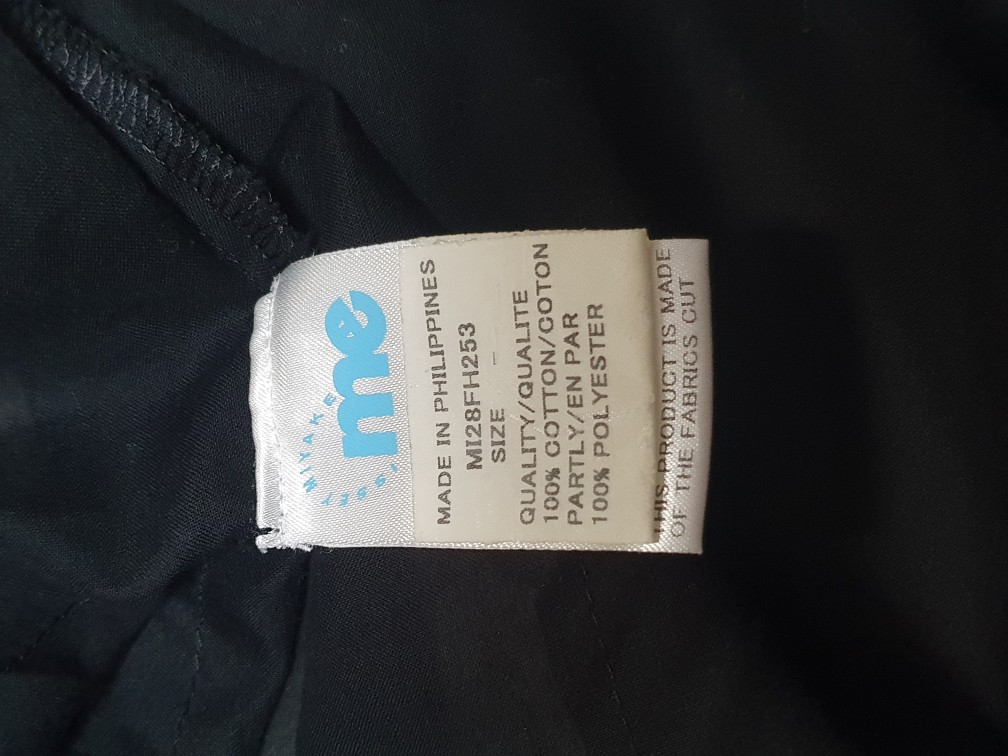 me
ISSEY MIYAKE
MADE IN PHILIPPINES
MI28FH253
SIZE –
QUALITY/QUALITE
100% COTTON/COTON
PARTLY/EN PAR
100% POLYESTER
THIS PRODUCT IS MADE
OF THE FABRICS CUT